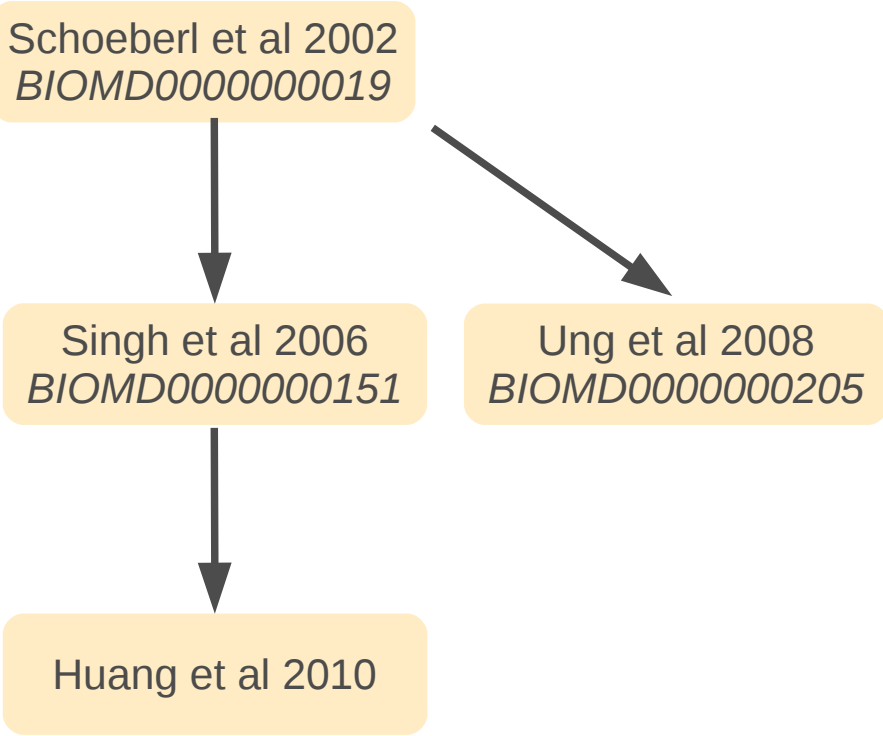 Schoeberl et al 2002
BIOMD0000000019
Singh et al 2006
BIOMD0000000151
Ung et al 2008
BIOMD0000000205
Huang et al 2010